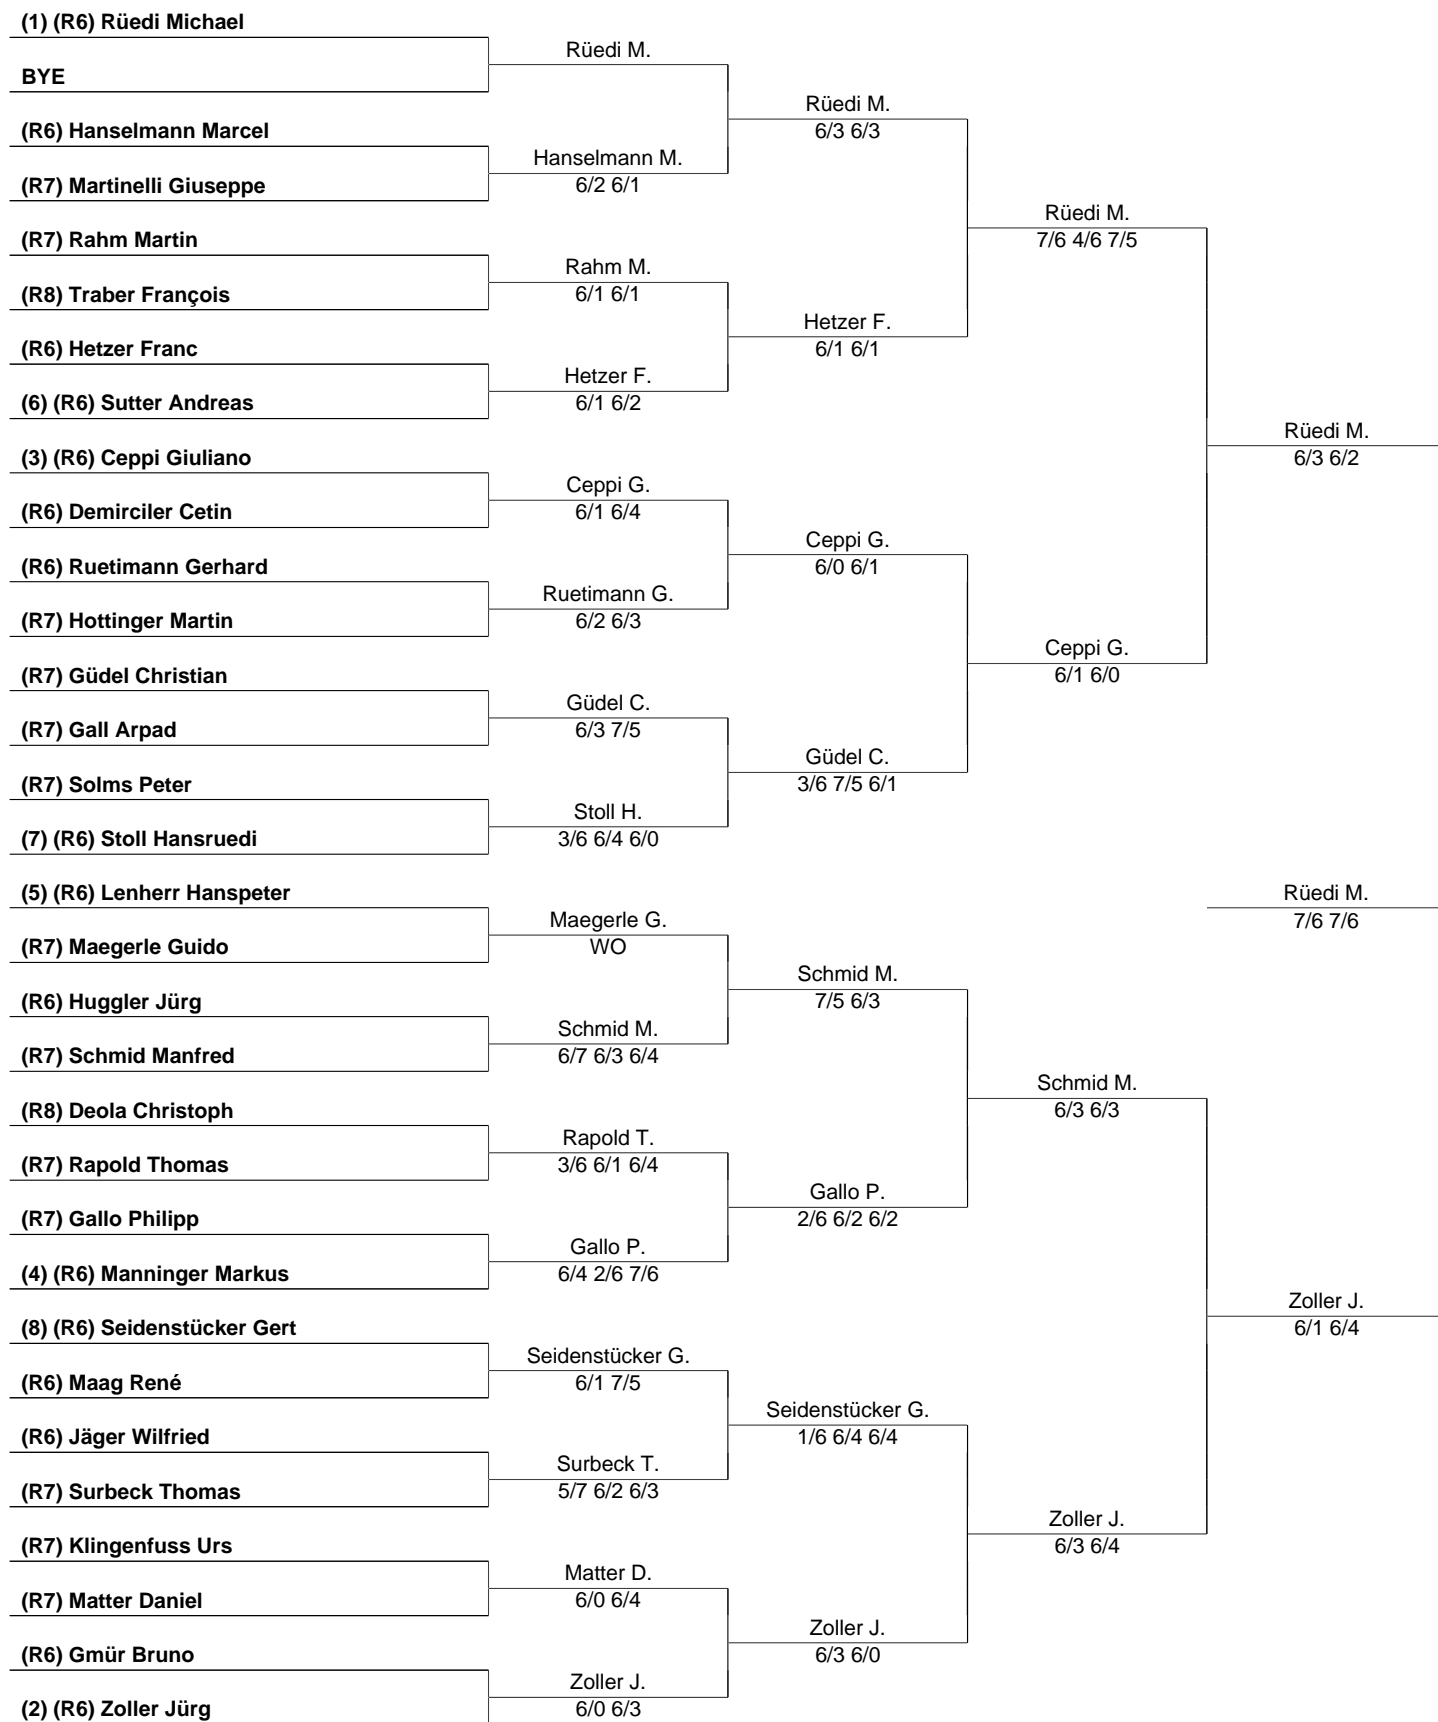 (1) (R6) Rüedi Michael
Rüedi M.
BYE
Rüedi M.
6/3 6/3
(R6) Hanselmann Marcel
Hanselmann M.
6/2 6/1
(R7) Martinelli Giuseppe
Rüedi M.
7/6 4/6 7/5
(R7) Rahm Martin
Rahm M.
6/1 6/1
(R8) Traber François
Hetzer F.
6/1 6/1
(R6) Hetzer Franc
Hetzer F.
6/1 6/2
(6) (R6) Sutter Andreas
Rüedi M.
6/3 6/2
(3) (R6) Ceppi Giuliano
Ceppi G.
6/1 6/4
(R6) Demirciler Cetin
Ceppi G.
6/0 6/1
(R6) Ruetimann Gerhard
Ruetimann G.
6/2 6/3
(R7) Hottinger Martin
Ceppi G.
6/1 6/0
(R7) Güdel Christian
Güdel C.
6/3 7/5
(R7) Gall Arpad
Güdel C.
3/6 7/5 6/1
(R7) Solms Peter
Stoll H.
3/6 6/4 6/0
(7) (R6) Stoll Hansruedi
(5) (R6) Lenherr Hanspeter
Rüedi M.
7/6 7/6
Maegerle G.
WO
(R7) Maegerle Guido
Schmid M.
7/5 6/3
(R6) Huggler Jürg
Schmid M.
6/7 6/3 6/4
(R7) Schmid Manfred
Schmid M.
6/3 6/3
(R8) Deola Christoph
Rapold T.
3/6 6/1 6/4
(R7) Rapold Thomas
Gallo P.
2/6 6/2 6/2
(R7) Gallo Philipp
Gallo P.
6/4 2/6 7/6
(4) (R6) Manninger Markus
Zoller J.
6/1 6/4
(8) (R6) Seidenstücker Gert
Seidenstücker G.
6/1 7/5
(R6) Maag René
Seidenstücker G.
1/6 6/4 6/4
(R6) Jäger Wilfried
Surbeck T.
5/7 6/2 6/3
(R7) Surbeck Thomas
Zoller J.
6/3 6/4
(R7) Klingenfuss Urs
Matter D.
6/0 6/4
(R7) Matter Daniel
Zoller J.
6/3 6/0
(R6) Gmür Bruno
Zoller J.
6/0 6/3
(2) (R6) Zoller Jürg